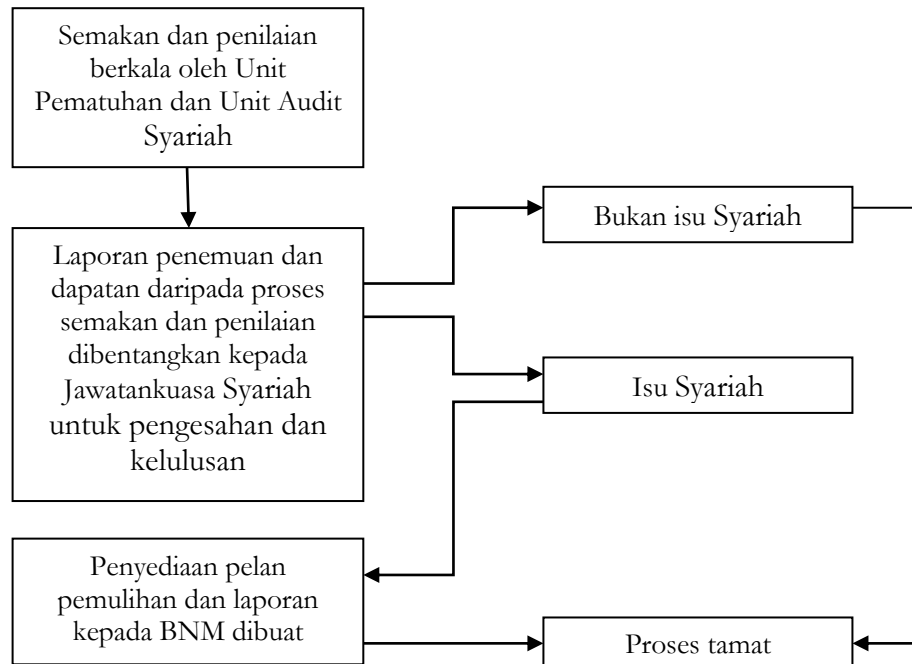 Semakan dan penilaian
berkala oleh Unit
Pematuhan dan Unit Audit
Syariah
Bukan isu Syariah
Laporan penemuan dan
dapatan daripada proses
semakan dan penilaian
dibentangkan kepada
Jawatankuasa Syariah
untuk pengesahan dan
kelulusan
Isu Syariah
Penyediaan pelan
pemulihan dan laporan
kepada BNM dibuat
Proses tamat